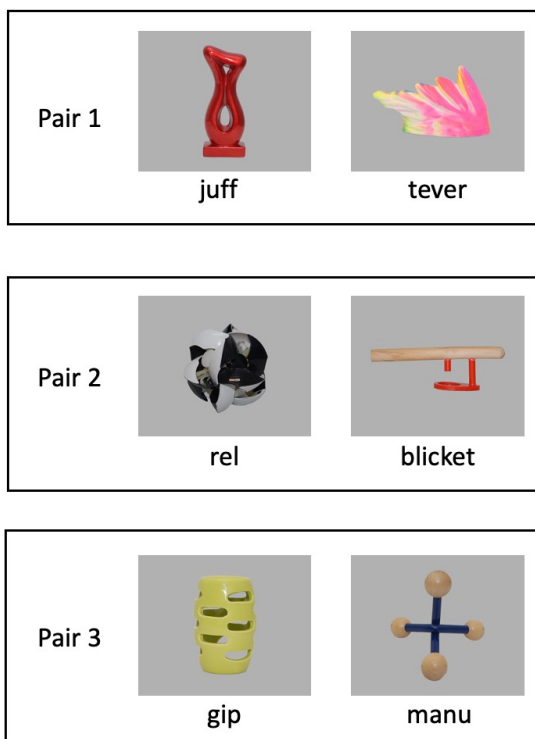 Pair 1
juff tever
Pair 2
rel blicket
Pair 3
gip manu